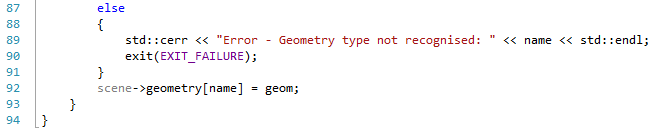 87 else
88 {
89 std::cerr << "Error - Geometry type not recognised: " << name << std::endl;
90 exit(EXIT_FAILURE);
91 }
92 scene->geometry[name] = geom;
93 }
94 }